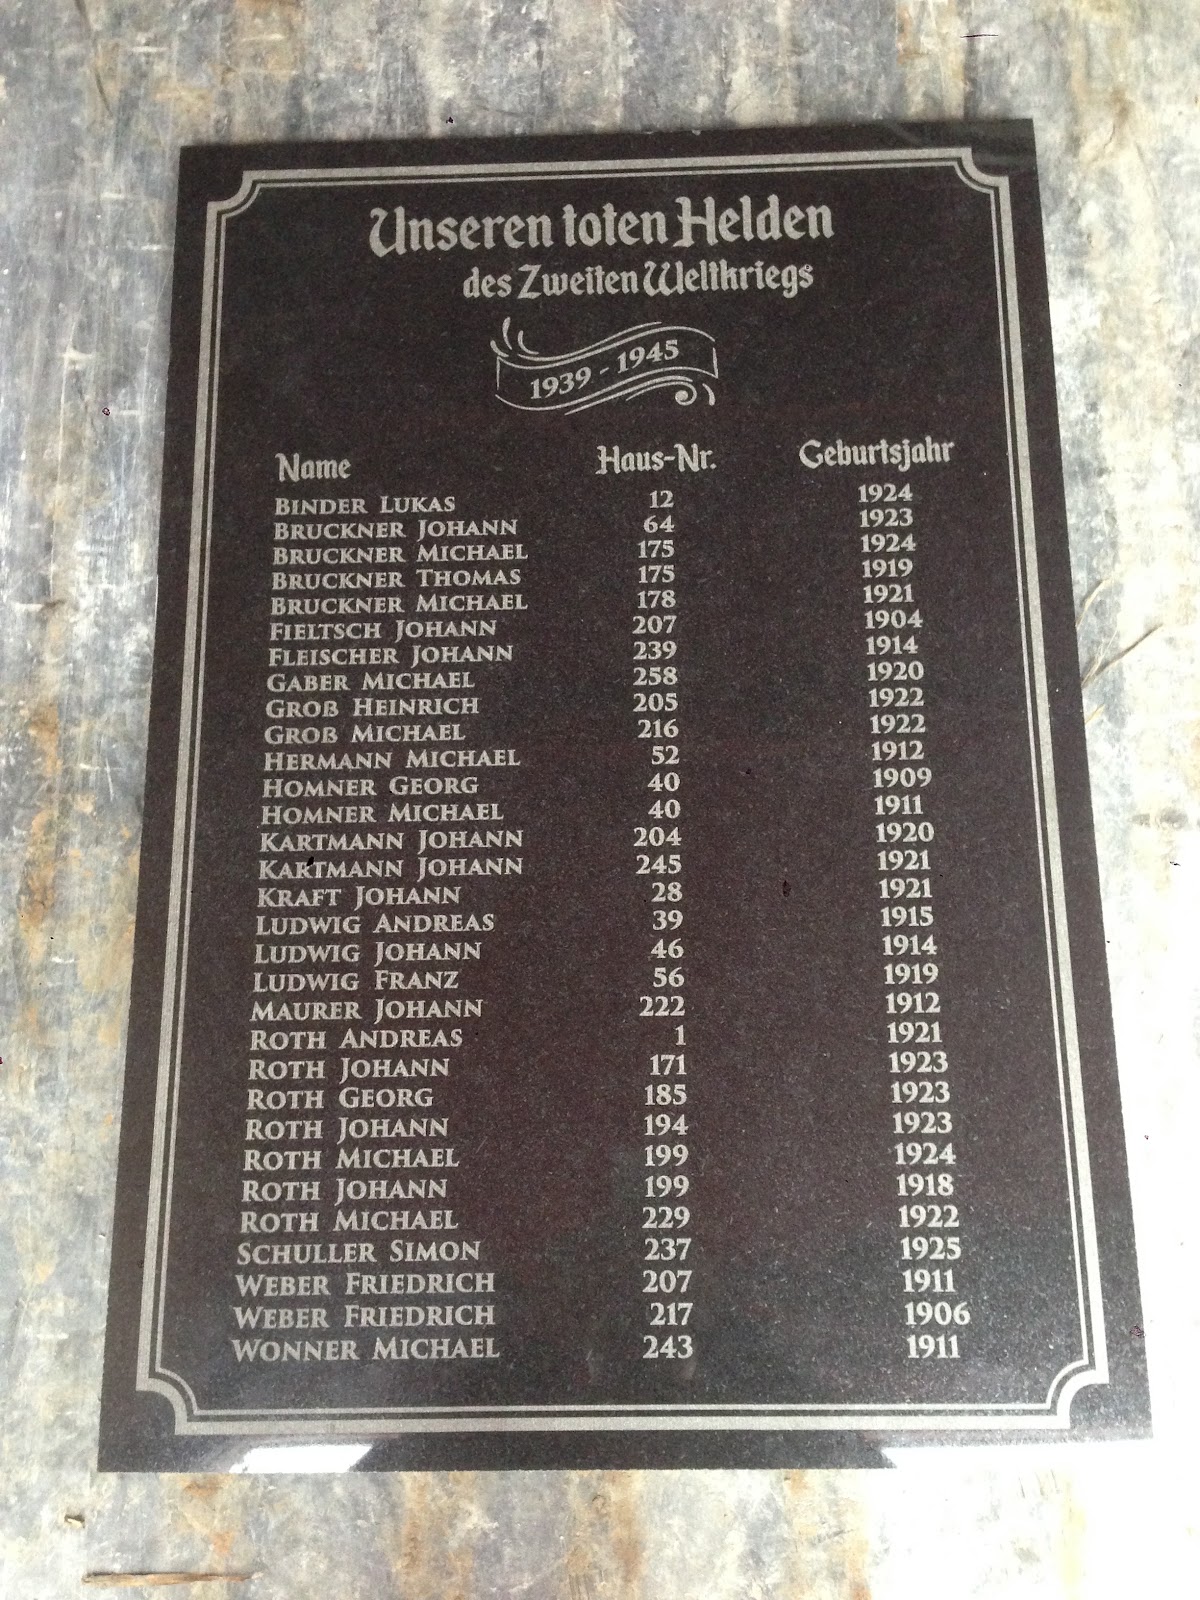 Unseren toten Helden
des Zweiten Weltkriegs
1939 - 1945
Name Haus-Nr. Geburtsjahr
BINDER LUKAS 12 1924
BRUCKNER JOHANN 64 1923
BRUCKNER MICHAEL 175 1924
BRUCKNER THOMAS 175 1919
BRUCKNER MICHAEL 178 1921
FIELTSCH JOHANN 207 1904
FLEISCHER JOHANN 239 1914
GABER MICHAEL 258 1920
GROß HEINRICH 205 1922
GROß MICHAEL 216 1922
HERMANN MICHAEL 52 1912
HOMNER GEORG 40 1909
HOMNER MICHAEL 40 1911
KARTMANN JOHANN 204 1920
KARTMANN JOHANN 245 1921
KRAFT JOHANN 28 1921
LUDWIG ANDREAS 39 1915
LUDWIG JOHANN 46 1914
LUDWIG FRANZ 56 1919
MAURER JOHANN 222 1912
ROTH ANDREAS 1 1921
ROTH JOHANN 171 1923
ROTH GEORG 185 1923
ROTH JOHANN 194 1923
ROTH MICHAEL 199 1924
ROTH JOHANN 199 1918
ROTH MICHAEL 229 1922
SCHULLER SIMON 237 1925
WEBER FRIEDRICH 207 1911
WEBER FRIEDRICH 217 1906
WONNER MICHAEL 243 1911